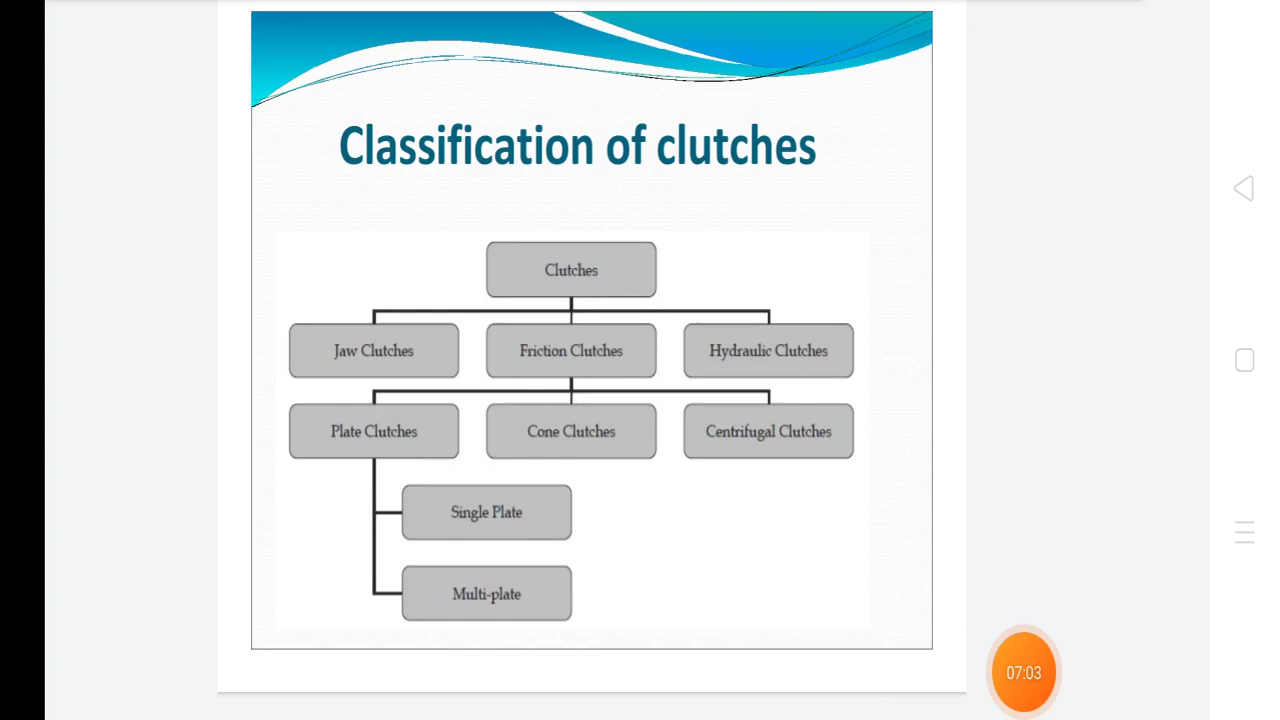 Classification of clutches
Clutches
Jaw Clutches
Friction Clutches
Hydraulic Clutches
Plate Clutches
Cone Clutches
Centrifugal Clutches
Single Plate
Multi-plate
07:03